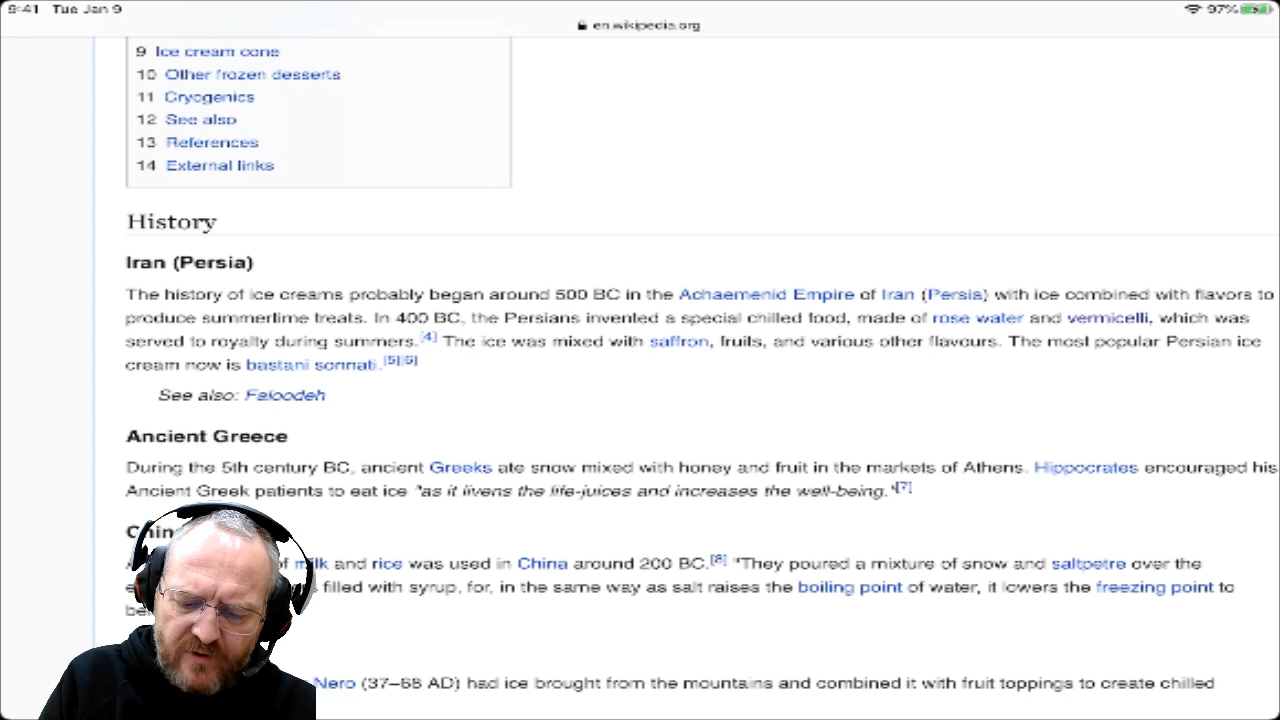 9:41 Tue Jan 9
97%
en.wikipedia.org
9 Ice cream cone
10 Other frozen desserts
11 Cryogenics
12 See also
13 References
14 External links
History
Iran (Persia)
The history of ice creams probably began around 500 BC in the Achaemenid Empire of Iran (Persia) with ice combined with flavors to
produce summertime treats. In 400 BC, the Persians invented a special chilled food, made of rose water and vermicelli, which was
served to royalty during summers.[4] The ice was mixed with saffron, fruits, and various other flavours. The most popular Persian ice
cream now is bastani sonnati.[5][6]
See also: Faloodeh
Ancient Greece
During the 5th century BC, ancient Greeks ate snow mixed with honey and fruit in the markets of Athens. Hippocrates encouraged his
Ancient Greek patients to eat ice "as it livens the life-juices and increases the well-being."[7]
of milk and rice was used in China around 200 BC.[8] "They poured a mixture of snow and saltpetre over the
filled with syrup, for, in the same way as salt raises the boiling point of water, it lowers the freezing point to
Nero (37–68 AD) had ice brought from the mountains and combined it with fruit toppings to create chilled